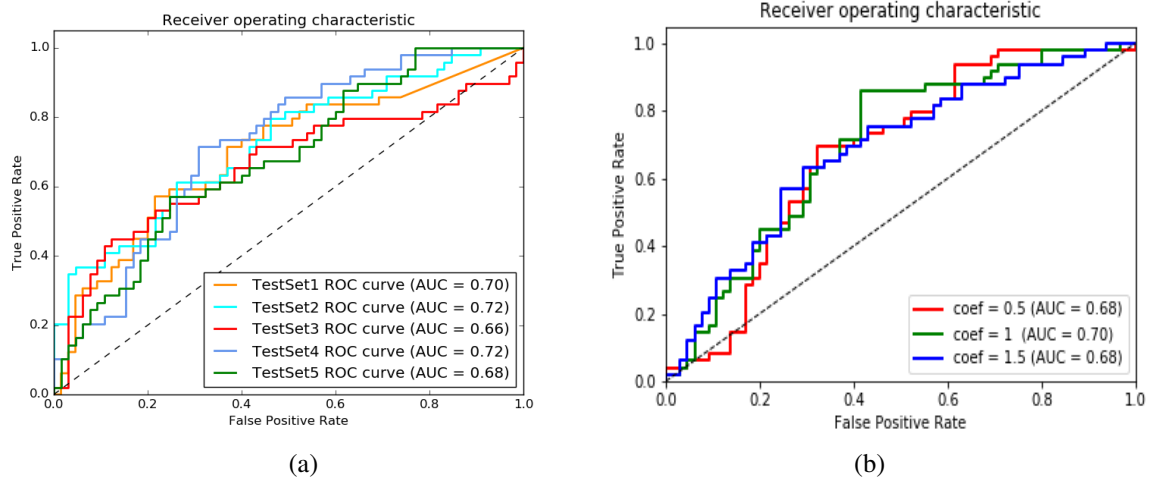 Receiver operating characteristic
1.0
0.8
0.6
0.4
0.2
0.0
True Positive Rate
TestSet1 ROC curve (AUC = 0.70)
TestSet2 ROC curve (AUC = 0.72)
TestSet3 ROC curve (AUC = 0.66)
TestSet4 ROC curve (AUC = 0.72)
TestSet5 ROC curve (AUC = 0.68)
0.0 0.2 0.4 0.6 0.8 1.0
False Positive Rate
(a)
Receiver operating characteristic
1.0
0.8
0.6
0.4
0.2
0.0
True Positive Rate
coef = 0.5 (AUC = 0.68)
coef = 1 (AUC = 0.70)
coef = 1.5 (AUC = 0.68)
0.0 0.2 0.4 0.6 0.8 1.0
False Positive Rate
(b)